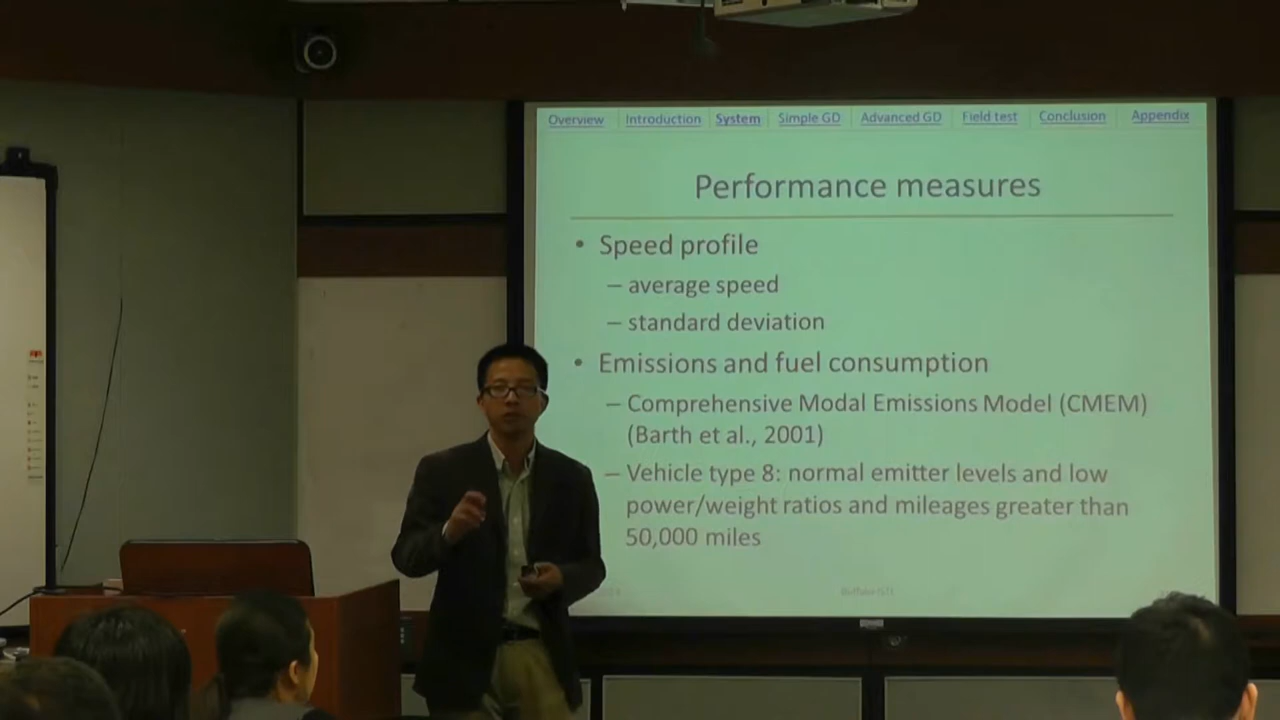 Overview Introduction System Simple GD Advanced GD Field test Conclusion Appendix
Performance measures
• Speed profile
– average speed
– standard deviation
• Emissions and fuel consumption
– Comprehensive Modal Emissions Model (CMEM)
(Barth et al., 2001)
– Vehicle type 8: normal emitter levels and low
power/weight ratios and mileages greater than
50,000 miles